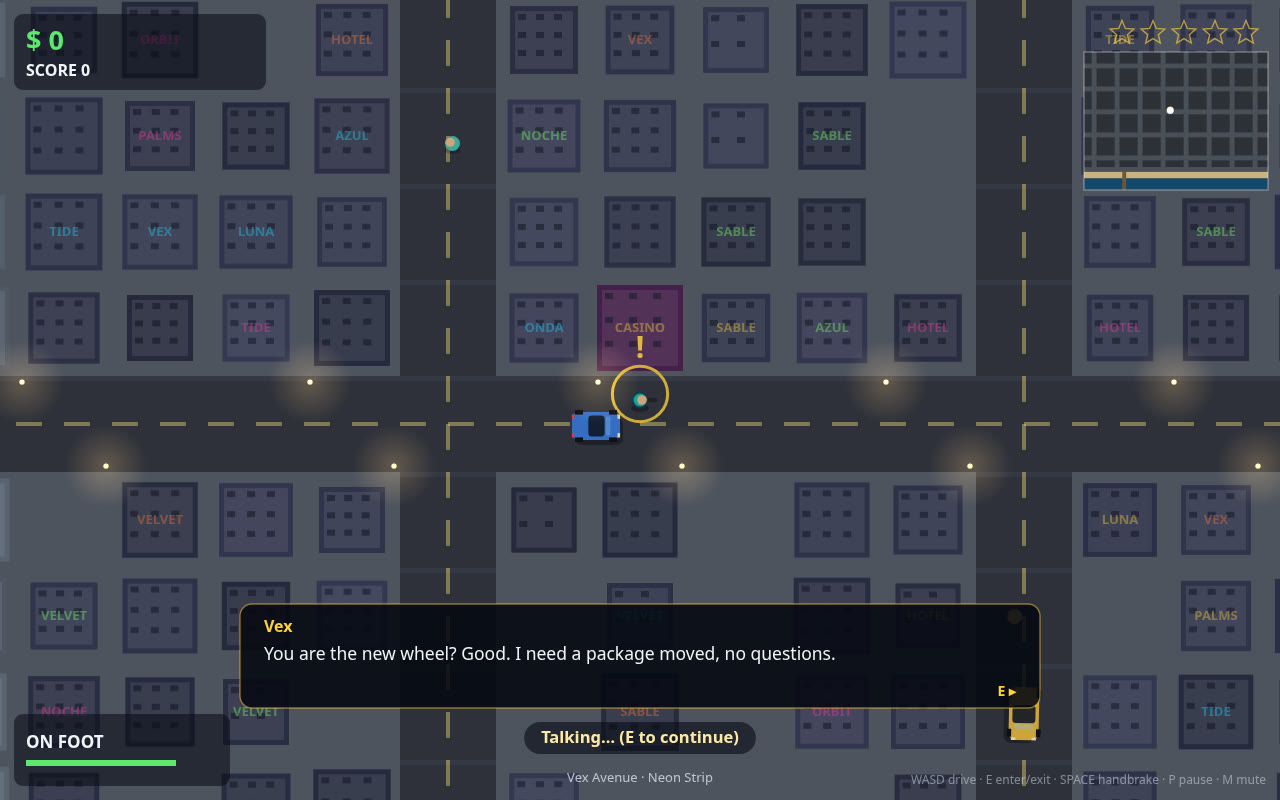 $ 0
SCORE 0
ORBIT
HOTEL
VEX
TIDE
PALMS
AZUL
NOCHE
SABLE
TIDE
VEX
LUNA
SABLE
SABLE
TIDE
ONDA
CASINO
SABLE
AZUL
HOTEL
HOTEL
!
VELVET
LUNA
VEX
VELVET
VELVET
HOTEL
PALMS
Vex
You are the new wheel? Good. I need a package moved, no questions.
E ▸
NOCHE
VELVET
SABLE
ORBIT
TIDE
ON FOOT
Talking... (E to continue)
Vex Avenue · Neon Strip
WASD drive · E enter/exit · SPACE handbrake · P pause · M mute